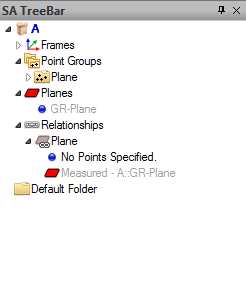 SA TreeBar
A
Frames
Point Groups
Plane
Planes
GR-Plane
Relationships
Plane
No Points Specified.
Measured - A::GR-Plane
Default Folder